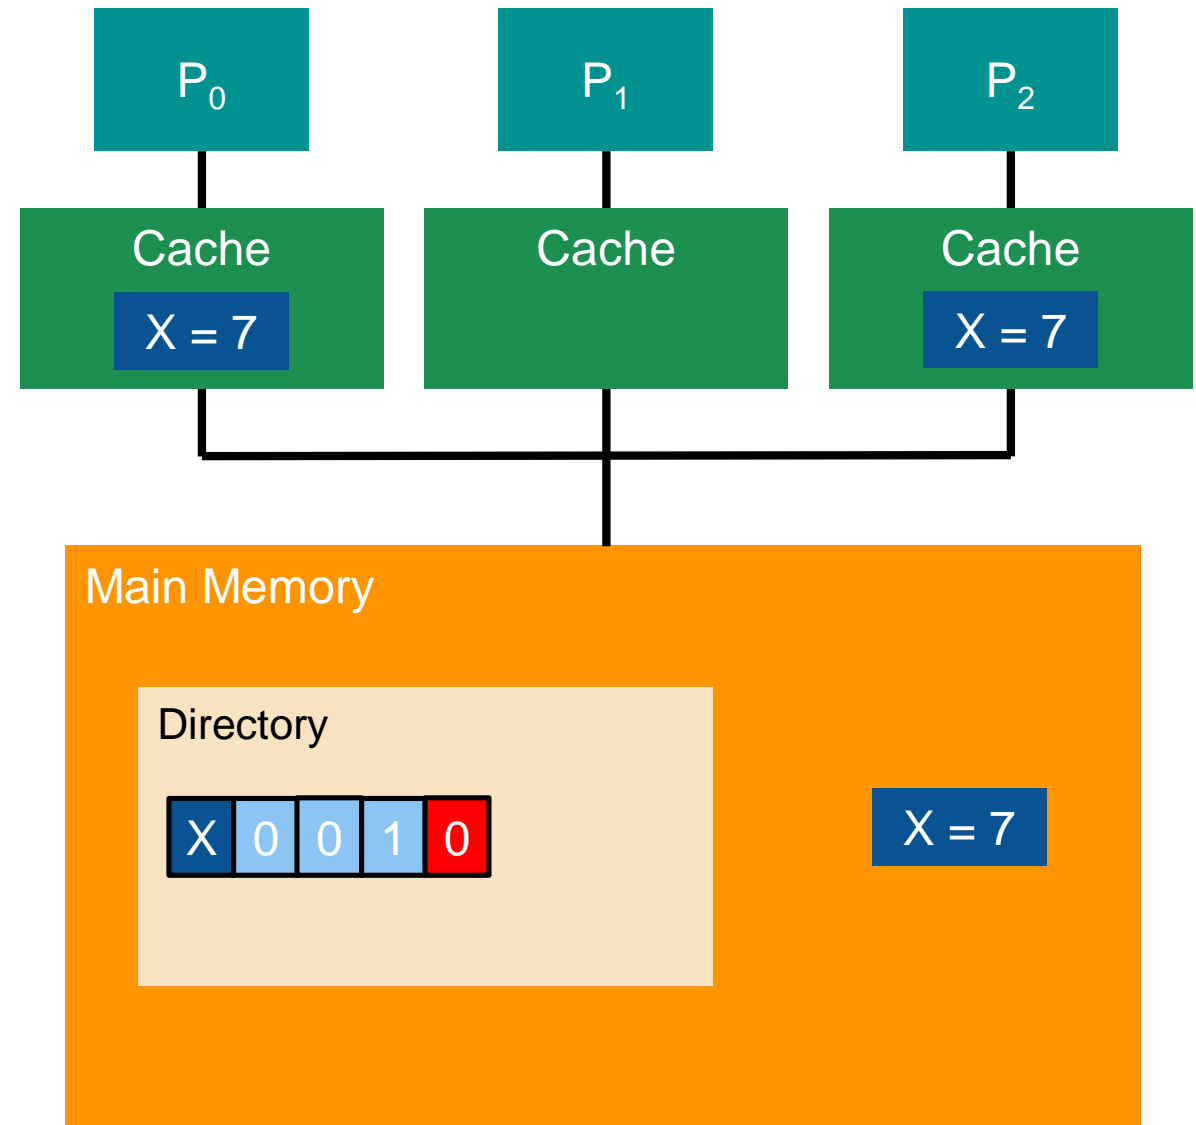 P₀ P₁ P₂
Cache Cache Cache
X = 7 X = 7
Main Memory
Directory
X 0 0 1 0
X = 7